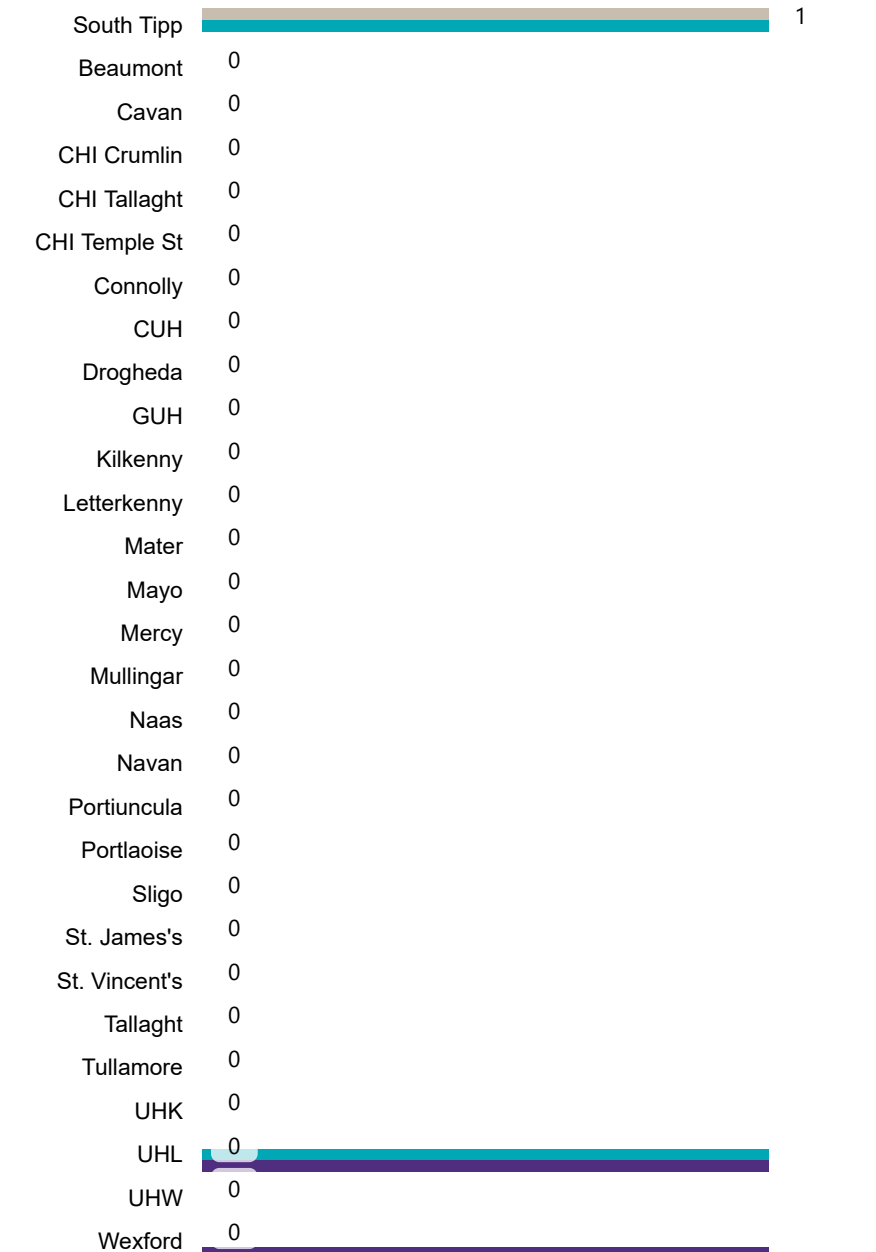 South Tipp 1
Beaumont 0
Cavan 0
CHI Crumlin 0
CHI Tallaght 0
CHI Temple St 0
Connolly 0
CUH 0
Drogheda 0
GUH 0
Kilkenny 0
Letterkenny 0
Mater 0
Mayo 0
Mercy 0
Mullingar 0
Naas 0
Navan 0
Portiuncula 0
Portlaoise 0
Sligo 0
St. James's 0
St. Vincent's 0
Tallaght 0
Tullamore 0
UHK 0
UHL 0
UHW 0
Wexford 0